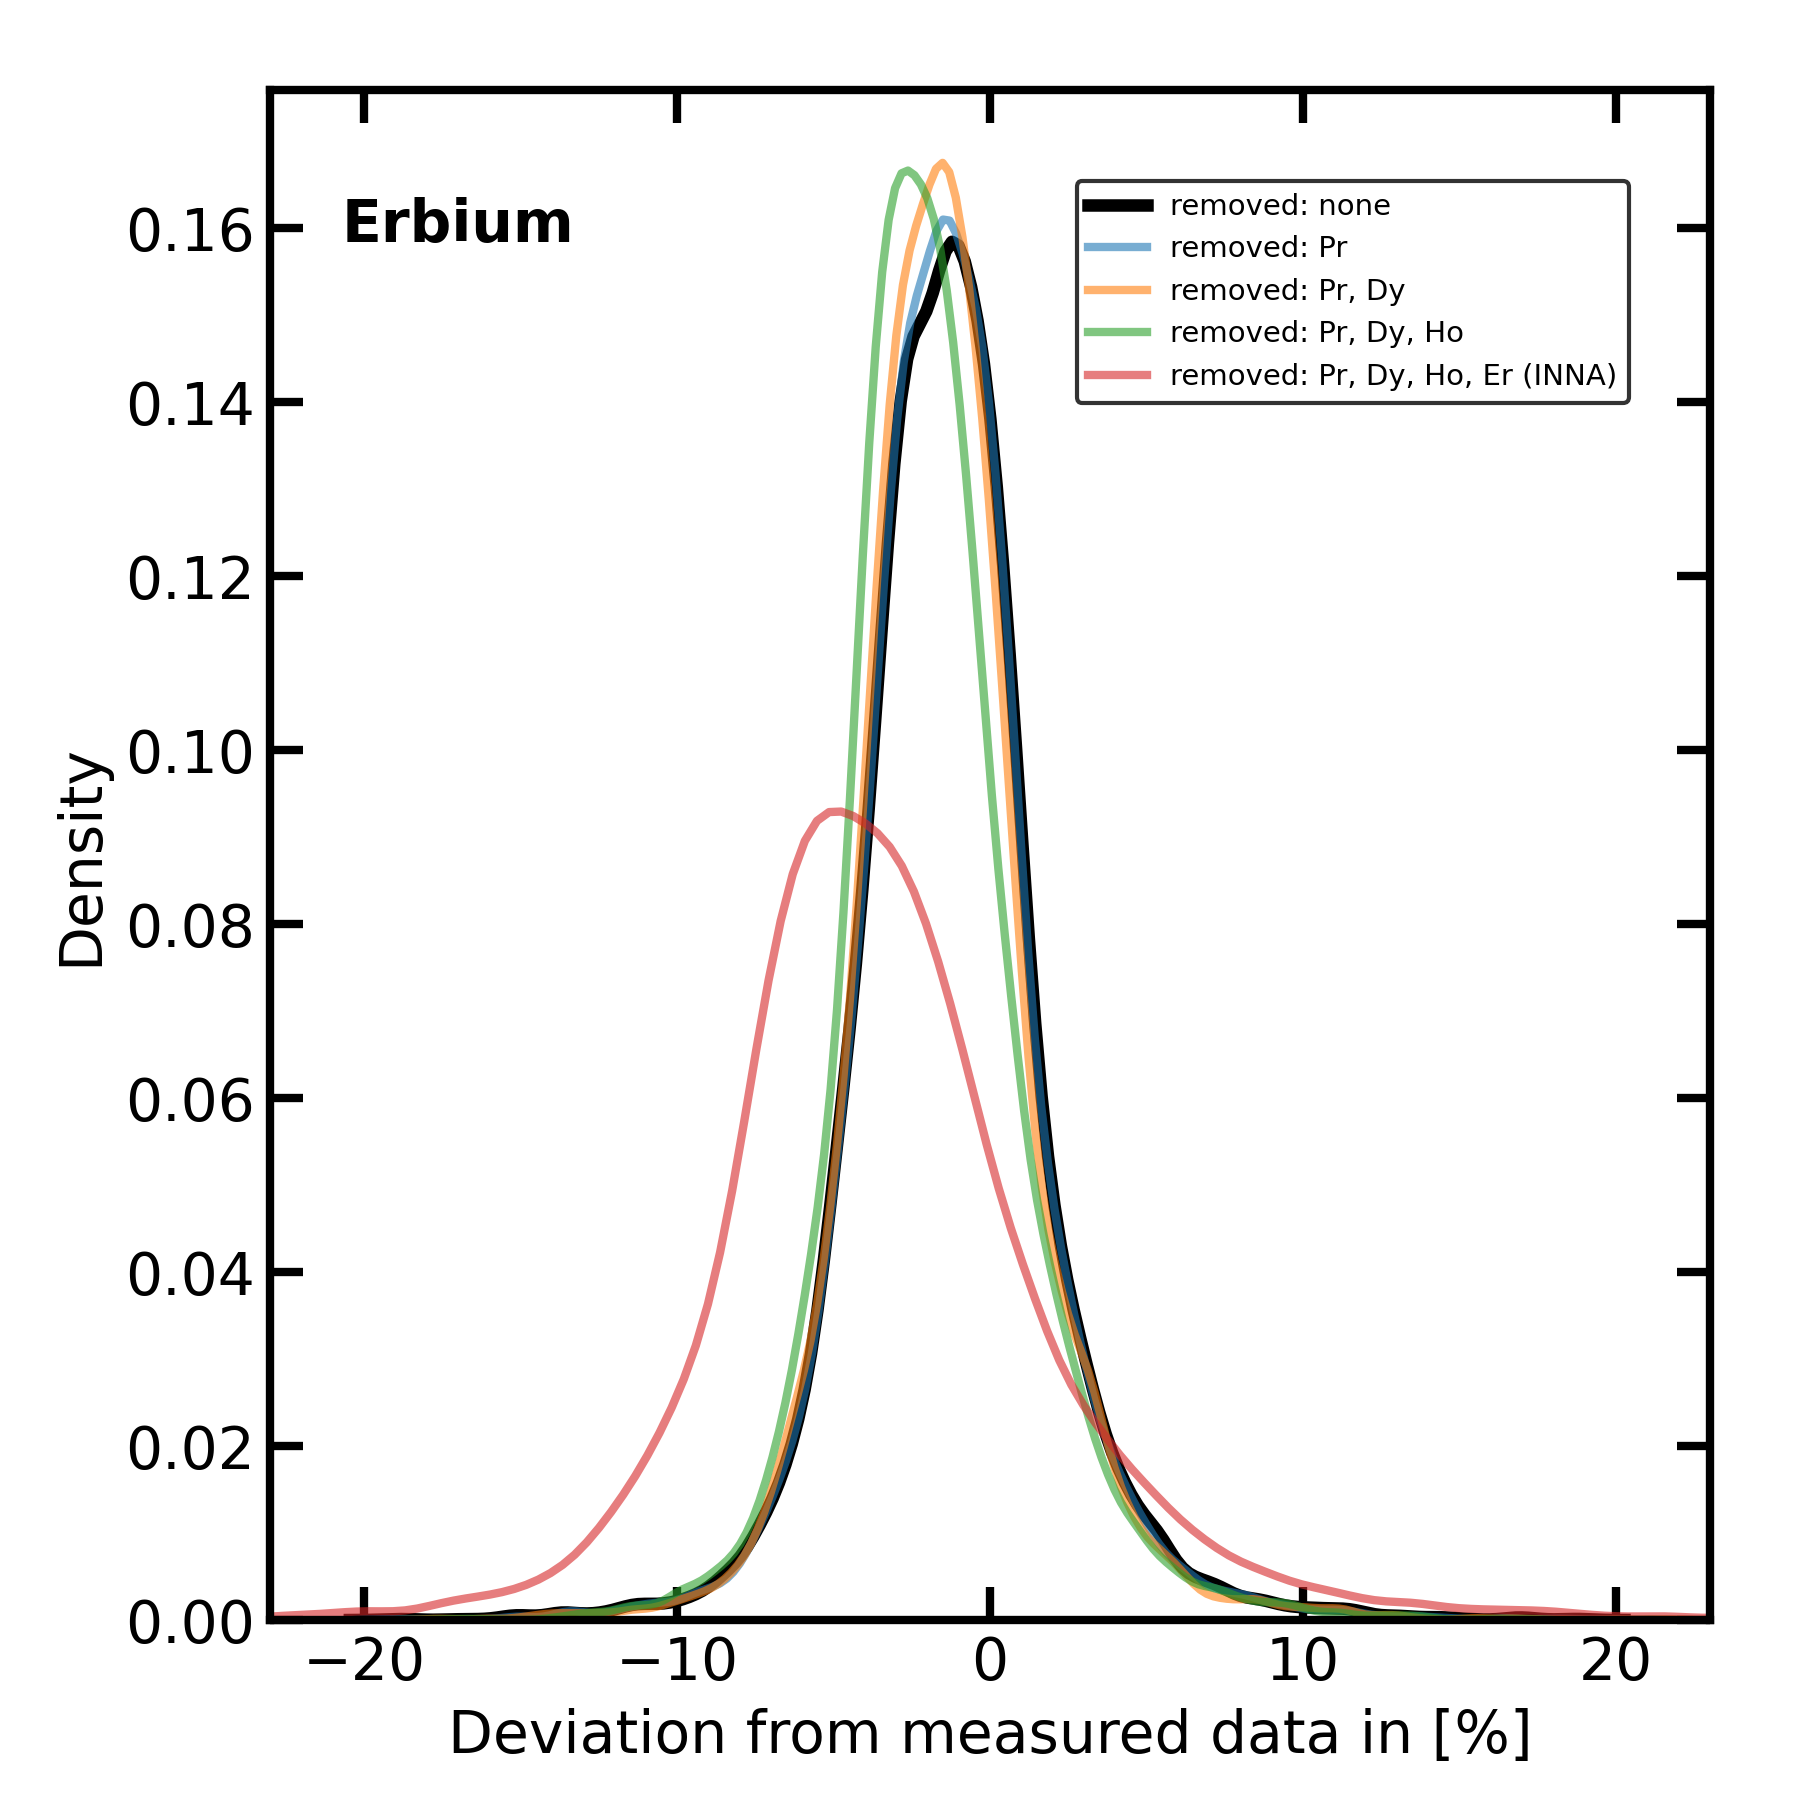 Erbium
removed: none
removed: Pr
removed: Pr, Dy
removed: Pr, Dy, Ho
removed: Pr, Dy, Ho, Er (INNA)
0.16
0.14
0.12
0.10
0.08
0.06
0.04
0.02
0.00
Density
−20
−10
0
10
20
Deviation from measured data in [%]